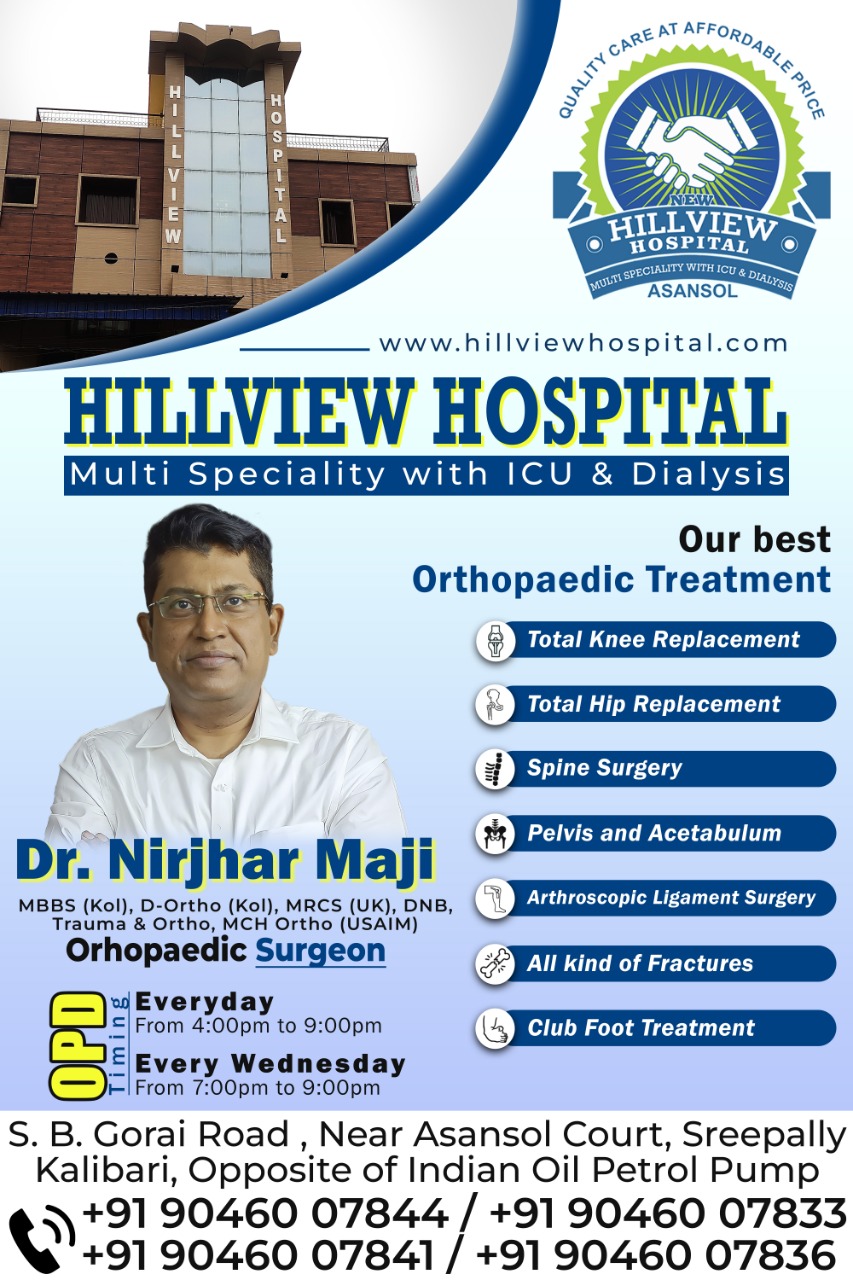 HILLVIEW
HOSPITAL
QUALITY CARE AT AFFORDABLE PRICE
NEW
HILLVIEW
HOSPITAL
MULTI SPECIALITY WITH ICU & DIALYSIS
ASANSOL
www.hillviewhospital.com
HILLVIEW HOSPITAL
Multi Speciality with ICU & Dialysis
Our best
Orthopaedic Treatment
Total Knee Replacement
Total Hip Replacement
Spine Surgery
Pelvis and Acetabulum
Arthroscopic Ligament Surgery
All kind of Fractures
Club Foot Treatment
Dr. Nirjhar Maji
MBBS (Kol), D-Ortho (Kol), MRCS (UK), DNB,
Trauma & Ortho, MCH Ortho (USAIM)
Orhopaedic Surgeon
OPD
Timing
Everyday
From 4:00pm to 9:00pm
Every Wednesday
From 7:00pm to 9:00pm
S. B. Gorai Road , Near Asansol Court, Sreepally
Kalibari, Opposite of Indian Oil Petrol Pump
+91 90460 07844 / +91 90460 07833
+91 90460 07841 / +91 90460 07836